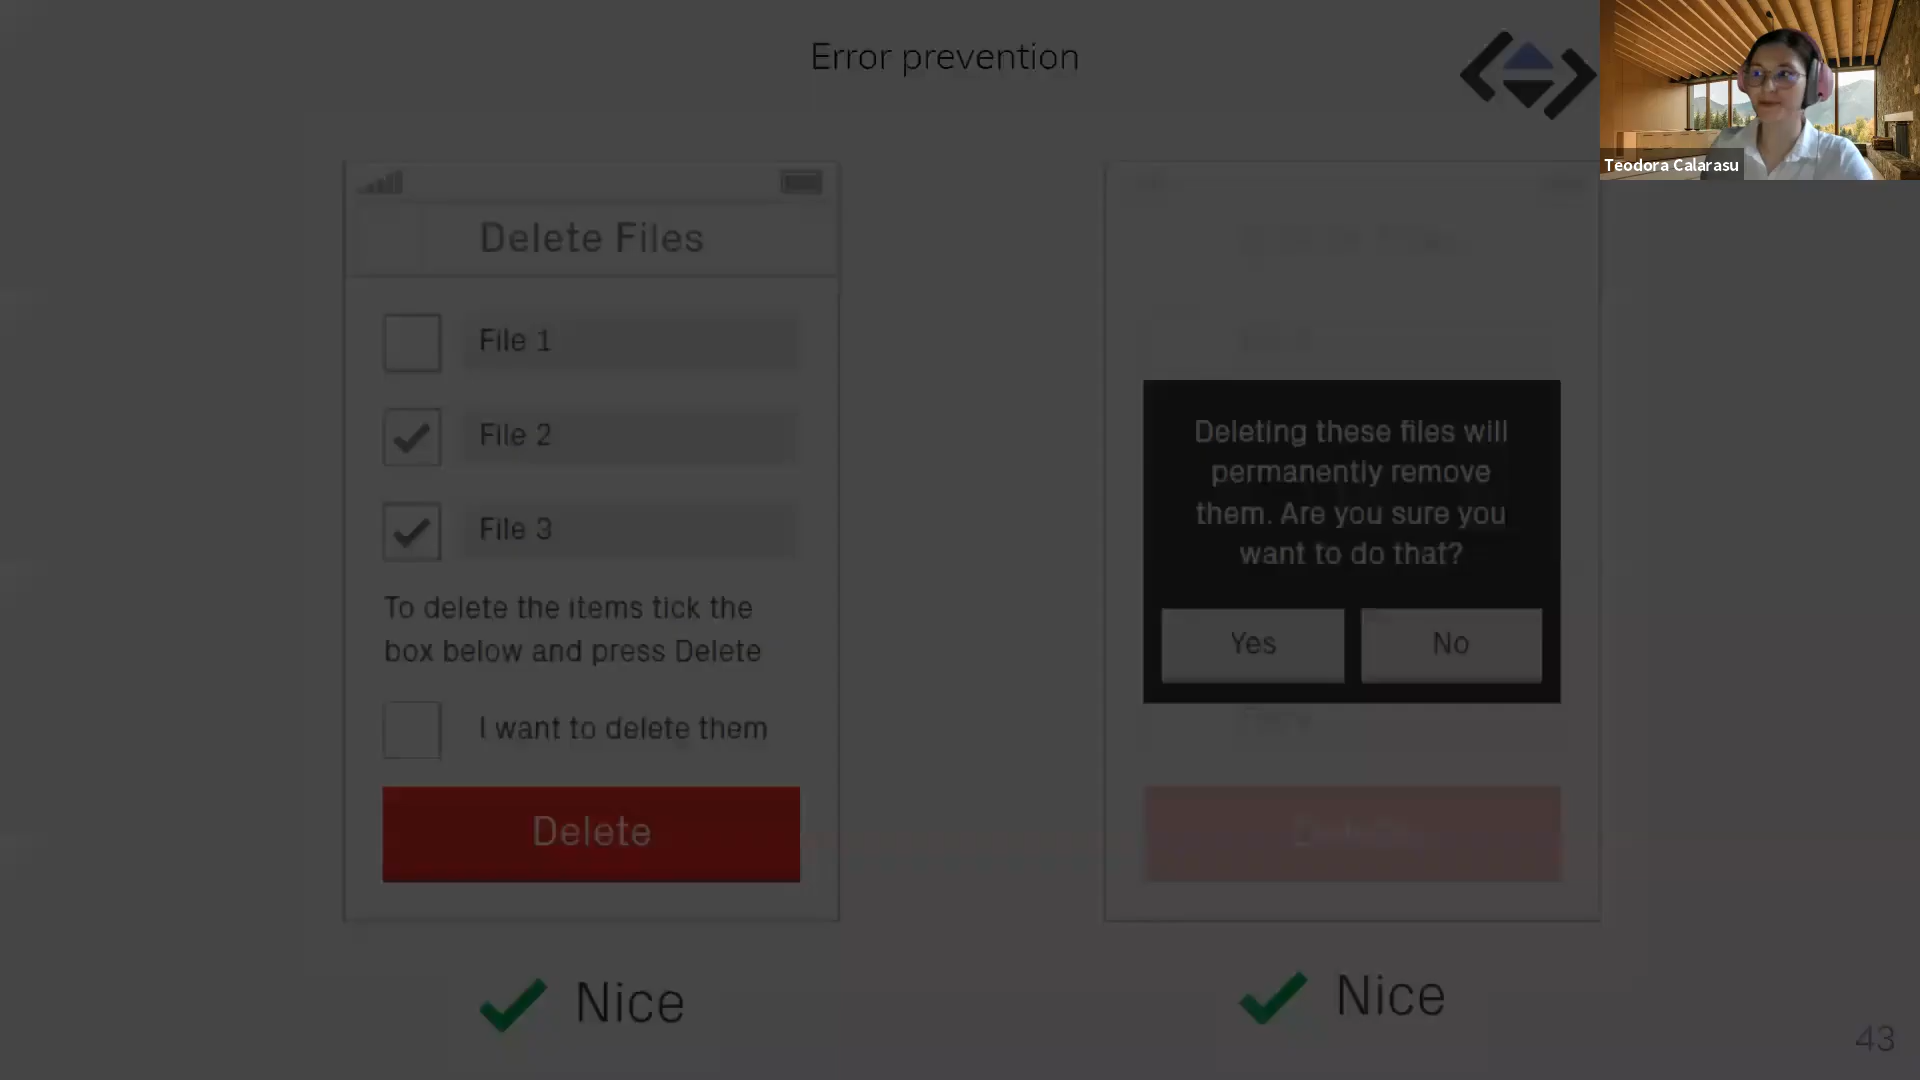 Error prevention
Teodora Calarasu
Delete Files
File 1
File 2
File 3
To delete the items tick the
box below and press Delete
I want to delete them
Delete
Nice
Deleting these files will
permanently remove
them. Are you sure you
want to do that?
Yes
No
Nice
43